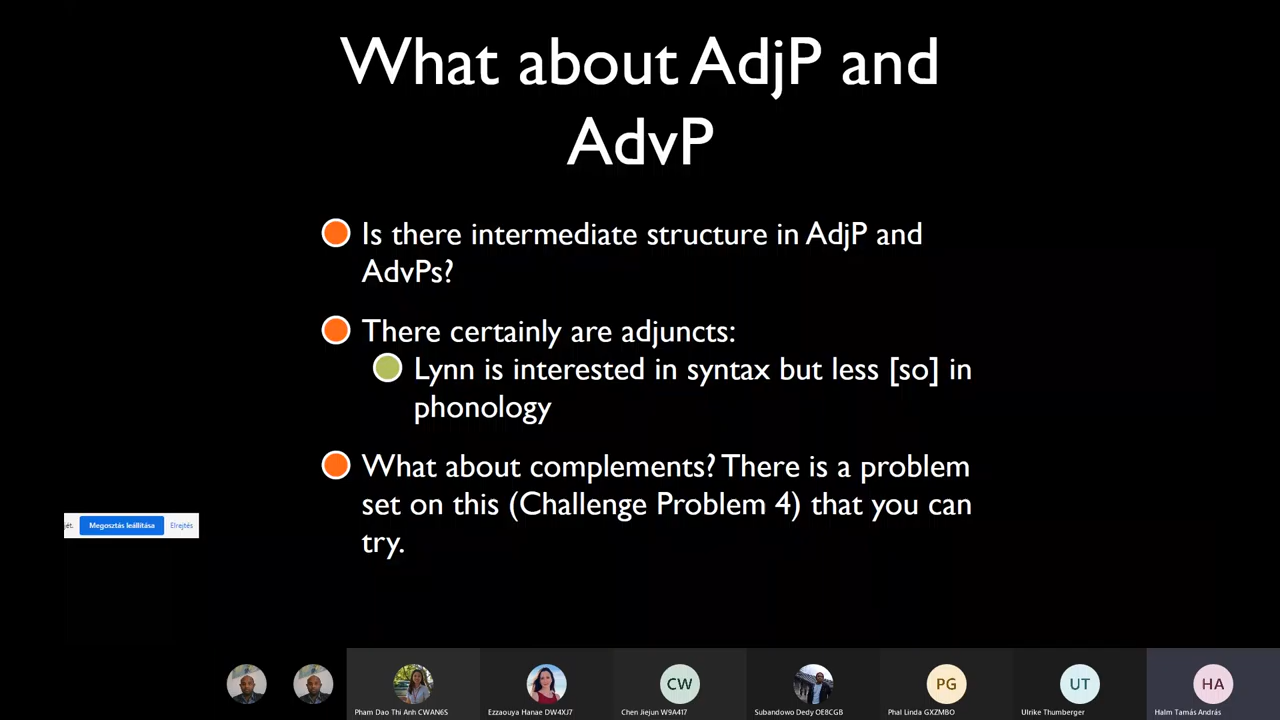 What about AdjP and
AdvP
Is there intermediate structure in AdjP and
AdvPs?
There certainly are adjuncts:
Lynn is interested in syntax but less [so] in
phonology
What about complements? There is a problem
set on this (Challenge Problem 4) that you can
try.
ét. Megosztás leállítása Elrejtés
CW PG UT HA
Pham Dao Thi Anh CWAN6S Ezzaouya Hanae DW4XJ7 Chen Jiejun W9A417 Subandowo Dedy OE8CGB Phal Linda GXZMBO Ulrike Thumberger Halm Tamás András